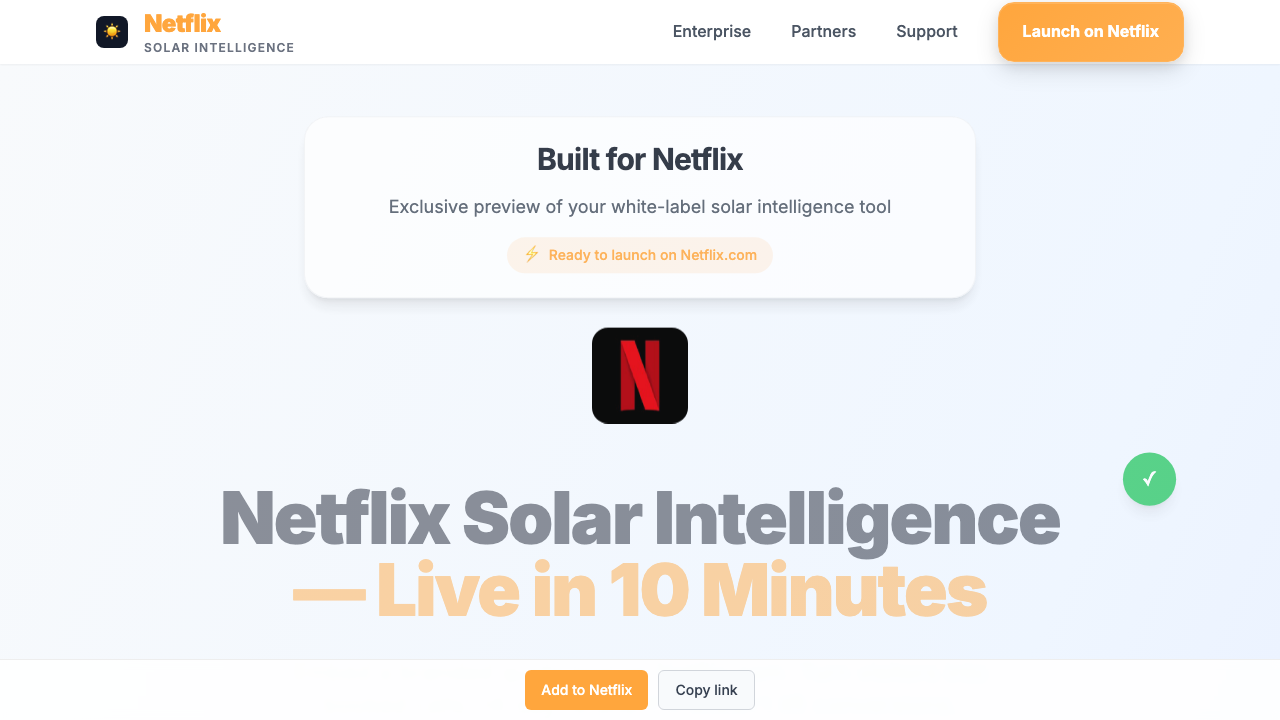 Netflix
SOLAR INTELLIGENCE
Enterprise
Partners
Support
Launch on Netflix
Built for Netflix
Exclusive preview of your white-label solar intelligence tool
Ready to launch on Netflix.com
N
Netflix Solar Intelligence
— Live in 10 Minutes
Add to Netflix
Copy link